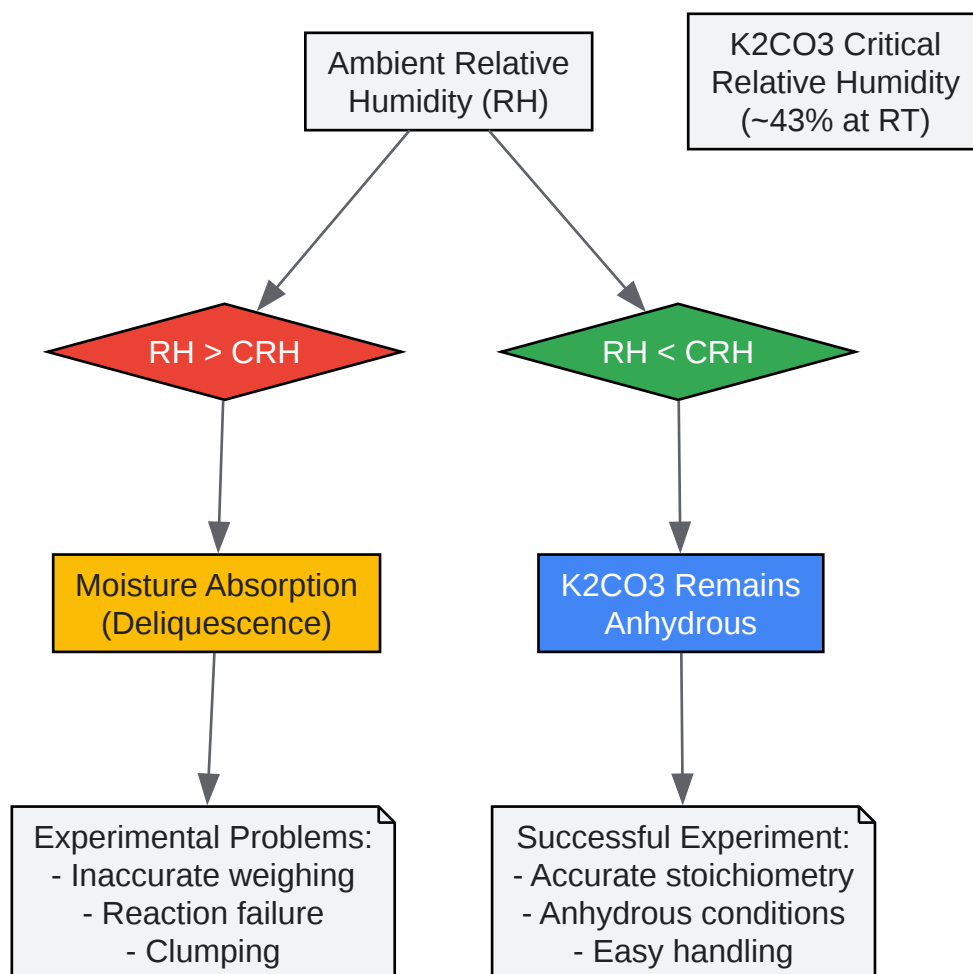 Ambient Relative
Humidity (RH)
K2CO3 Critical
Relative Humidity
(~43% at RT)
RH > CRH
RH < CRH
Moisture Absorption
(Deliquescence)
K2CO3 Remains
Anhydrous
Experimental Problems:
- Inaccurate weighing
- Reaction failure
- Clumping
Successful Experiment:
- Accurate stoichiometry
- Anhydrous conditions
- Easy handling